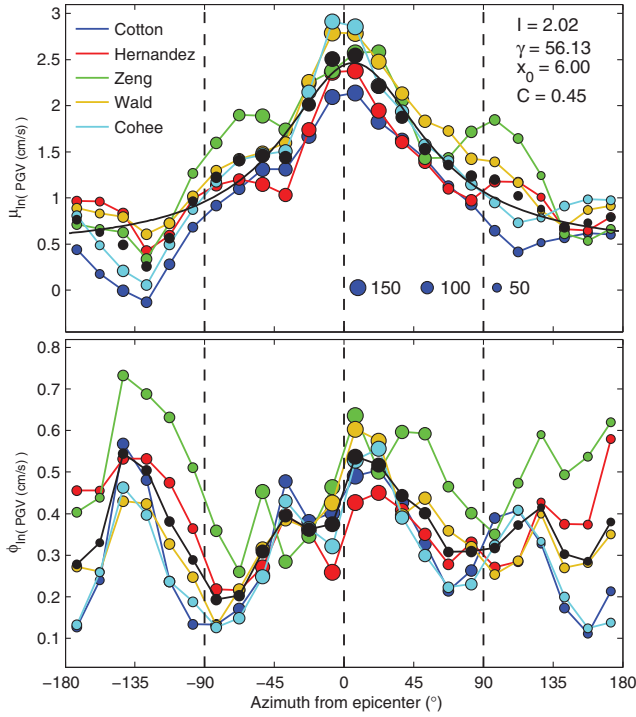 μ ln( PGV (cm/s))
3
2.5
2
1.5
1
0.5
0
Cotton
Hernandez
Zeng
Wald
Cohee
I = 2.02
γ = 56.13
x0 = 6.00
C = 0.45
150 100 50
ϕ ln( PGV (cm/s))
0.8
0.7
0.6
0.5
0.4
0.3
0.2
0.1
−180 −135 −90 −45 0 45 90 135 180
Azimuth from epicenter (°)